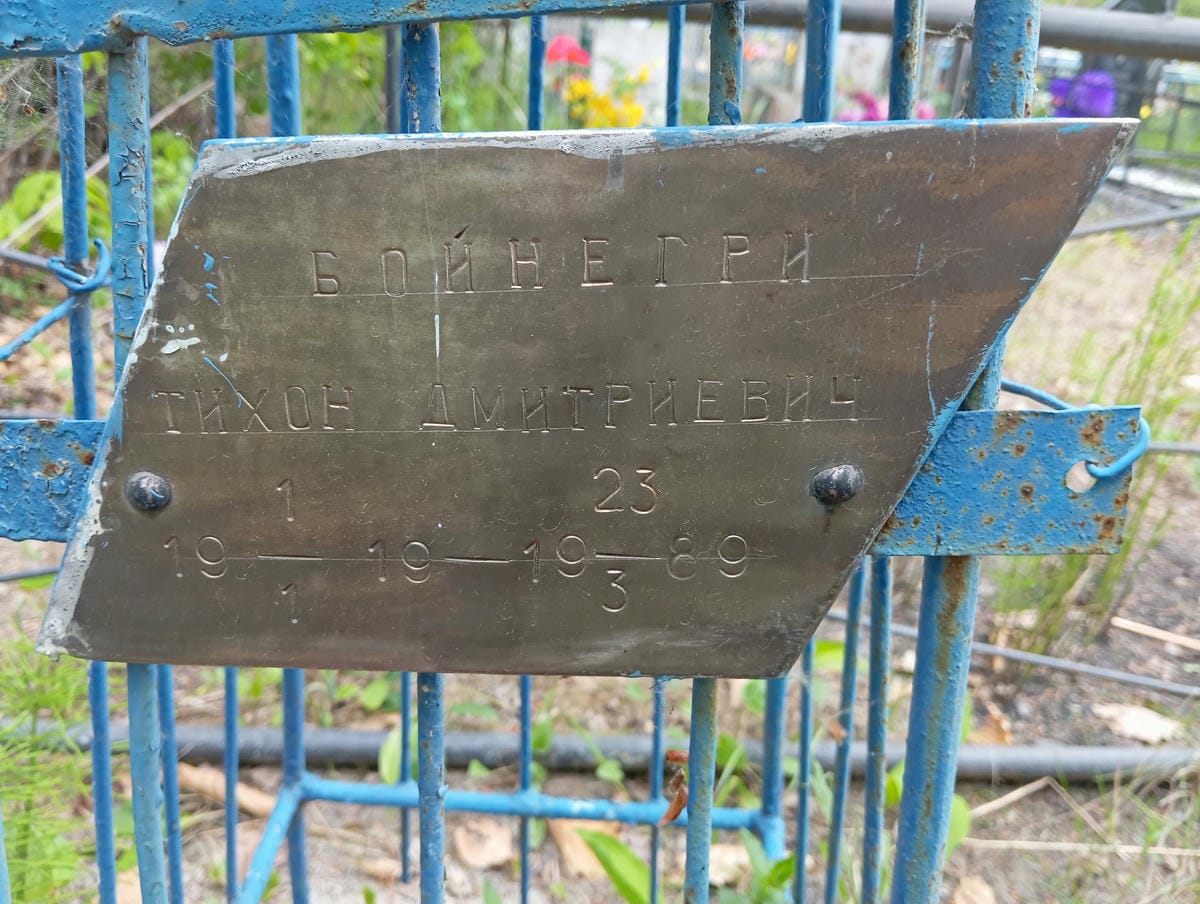 БОЙНЕГРИ
ТИХОН ДМИТРИЕВИЧ
1 23
19 — 19 — 19 — 89
1 3